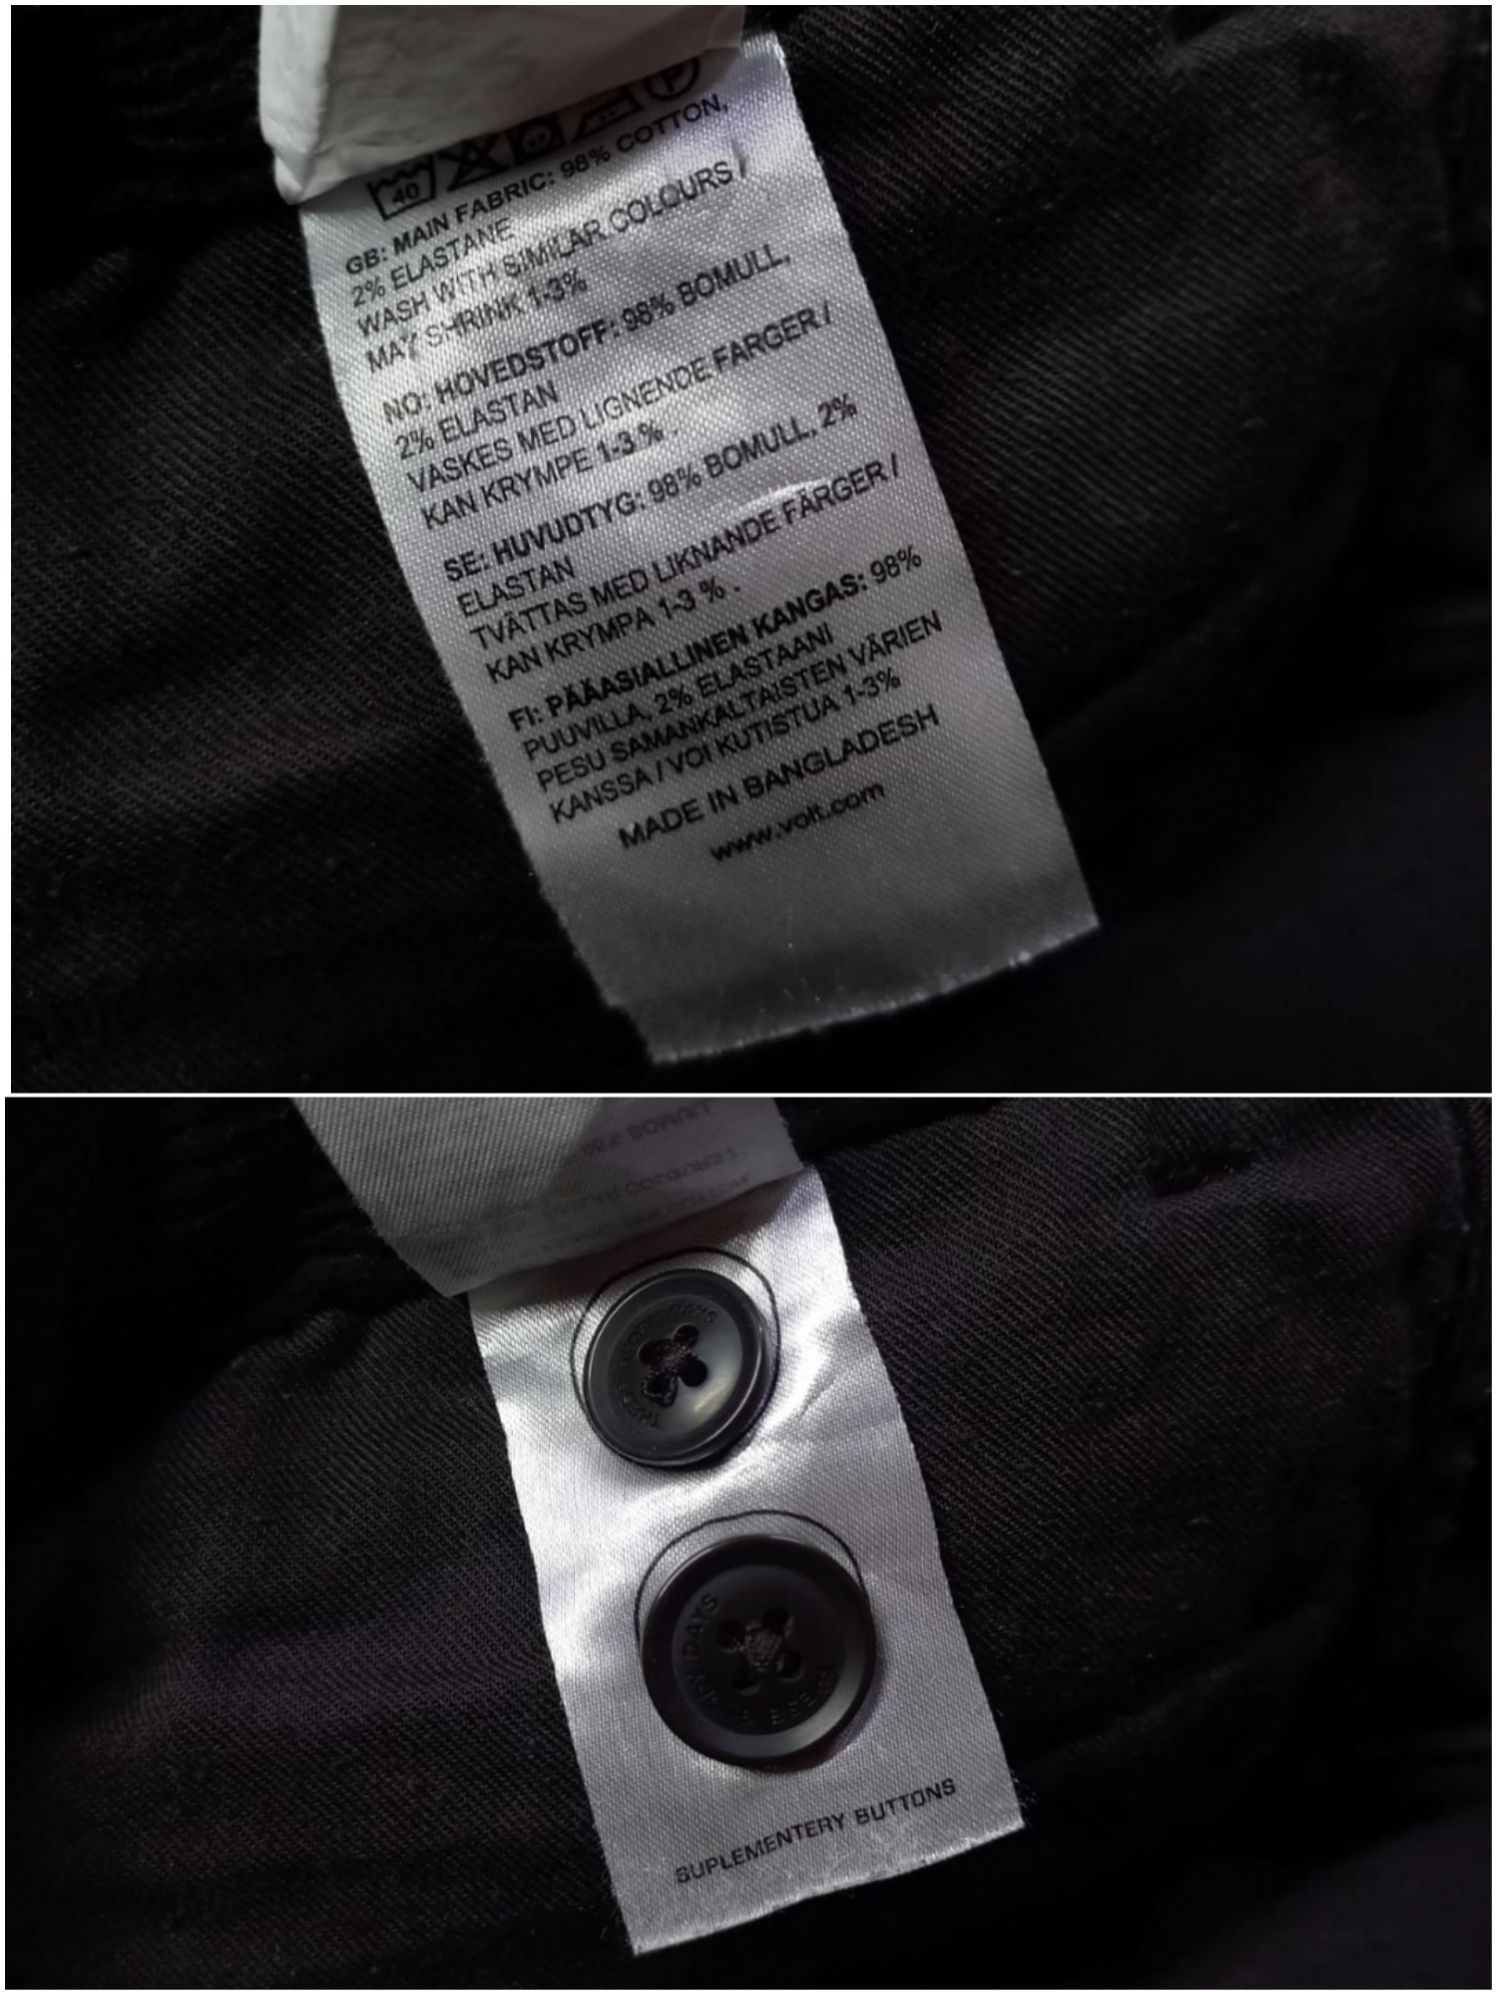 40
P
GB: MAIN FABRIC: 98% COTTON,
2% ELASTANE
WASH WITH SIMILAR COLOURS /
MAY SHRINK 1-3%
NO: HOVEDSTOFF: 98% BOMULL,
2% ELASTAN
VASKES MED LIGNENDE FARGER /
KAN KRYMPE 1-3 % .
SE: HUVUDTYG: 98% BOMULL, 2%
ELASTAN
TVÄTTAS MED LIKNANDE FÄRGER /
KAN KRYMPA 1-3 % .
FI: PÄÄASIALLINEN KANGAS: 98%
PUUVILLA, 2% ELASTAANI
PESU SAMANKALTAISTEN VÄRIEN
KANSSA / VOI KUTISTUA 1-3%
MADE IN BANGLADESH
www.volt.com
DAYS
DAYS
SUPLEMENTERY BUTTONS